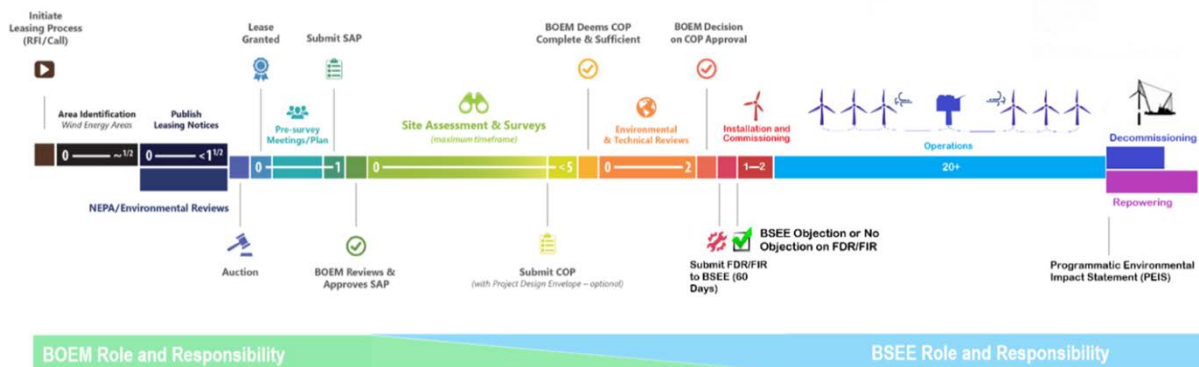 Initiate
Leasing Process
(RFI/Call)
Lease
Granted
Submit SAP
BOEM Deems COP
Complete & Sufficient
BOEM Decision
on COP Approval
Area Identification
Wind Energy Areas
Publish
Leasing Notices
Pre-survey
Meetings/Plan
Site Assessment & Surveys
(maximum timeframe)
Environmental
& Technical Reviews
Installation and
Commissioning
Operations
Decommissioning
0 ~1/2
0 <1 1/2
0 1
0 <5
0 2
1—2
20+
NEPA/Environmental Reviews
Repowering
Auction
BOEM Reviews &
Approves SAP
Submit COP
(with Project Design Envelope – optional)
Submit FDR/FIR
to BSEE (60
Days)
BSEE Objection or No
Objection on FDR/FIR
Programmatic Environmental
Impact Statement (PEIS)
BOEM Role and Responsibility
BSEE Role and Responsibility